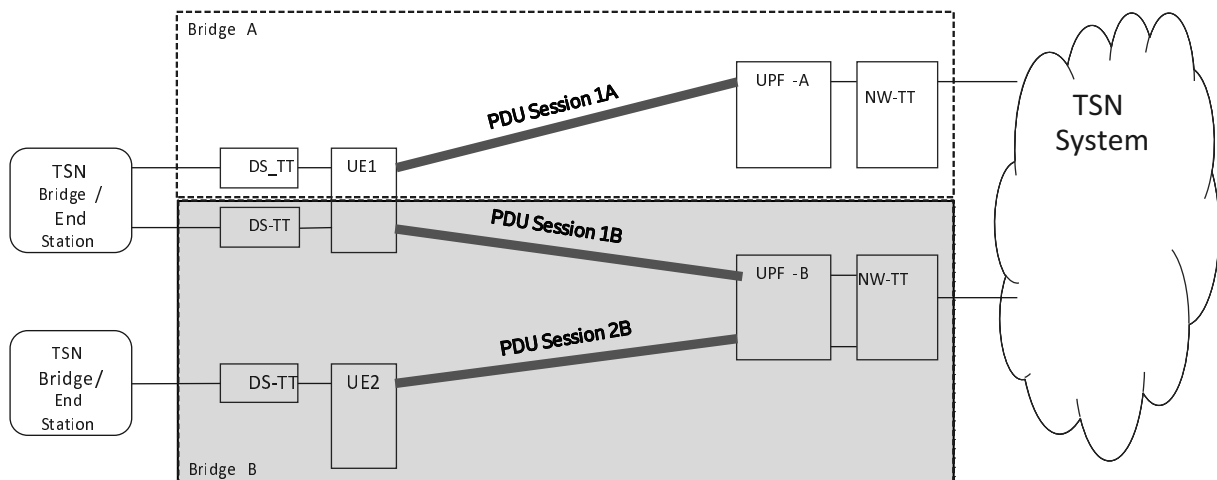 Bridge A
PDU Session 1A
UPF -A
NW-TT
TSN
System
TSN
Bridge /
End
Station
DS_TT
UE1
DS-TT
PDU Session 1B
UPF -B
NW-TT
TSN
Bridge/
End
Station
DS-TT
UE2
PDU Session 2B
Bridge B